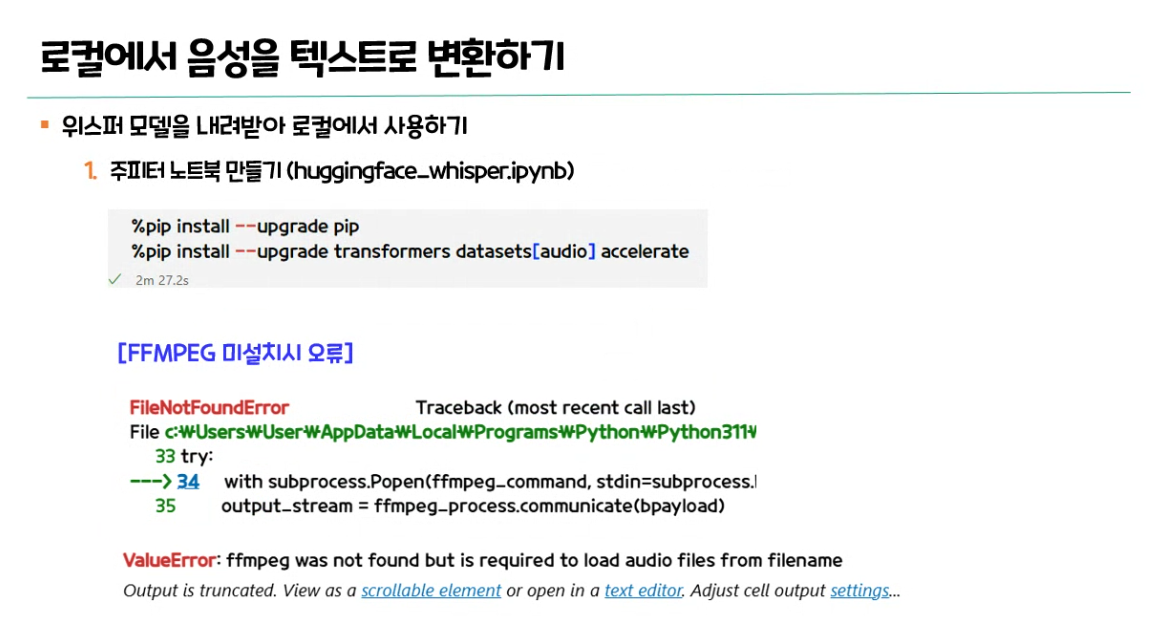 로컬에서 음성을 텍스트로 변환하기
위스퍼 모델을 내려받아 로컬에서 사용하기
1. 주피터 노트북 만들기 (huggingface_whisper.ipynb)
%pip install --upgrade pip
%pip install --upgrade transformers datasets[audio] accelerate
✓ 2m 27.2s
[FFMPEG 미설치시 오류]
FileNotFoundError Traceback (most recent call last)
File c:₩Users₩User₩AppData₩Local₩Programs₩Python₩Python311₩
33 try:
---> 34 with subprocess.Popen(ffmpeg_command, stdin=subprocess.
35 output_stream = ffmpeg_process.communicate(bpayload)
ValueError: ffmpeg was not found but is required to load audio files from filename
Output is truncated. View as a scrollable element or open in a text editor. Adjust cell output settings...